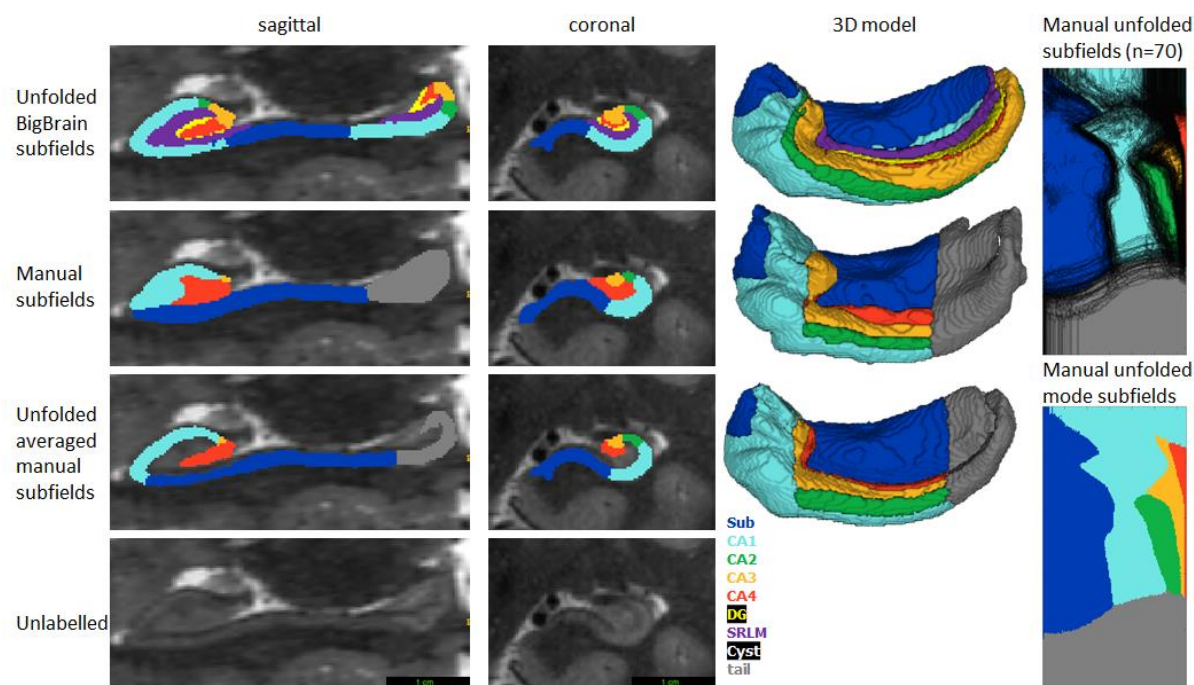 sagittal
coronal
3D model
Manual unfolded
subfields (n=70)
Unfolded
BigBrain
subfields
Manual
subfields
Unfolded
averaged
manual
subfields
Manual unfolded
mode subfields
Unlabelled
Sub
CA1
CA2
CA3
CA4
DG
SRLM
Cyst
tail
1 cm
1 cm